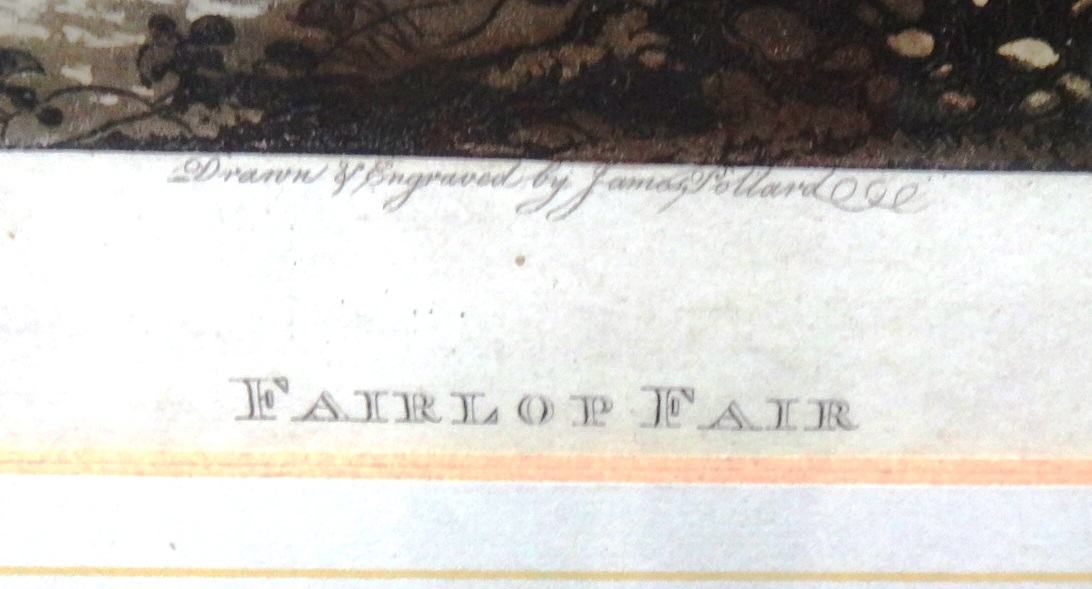 Drawn & Engraved by James Pollard
FAIRLOP FAIR